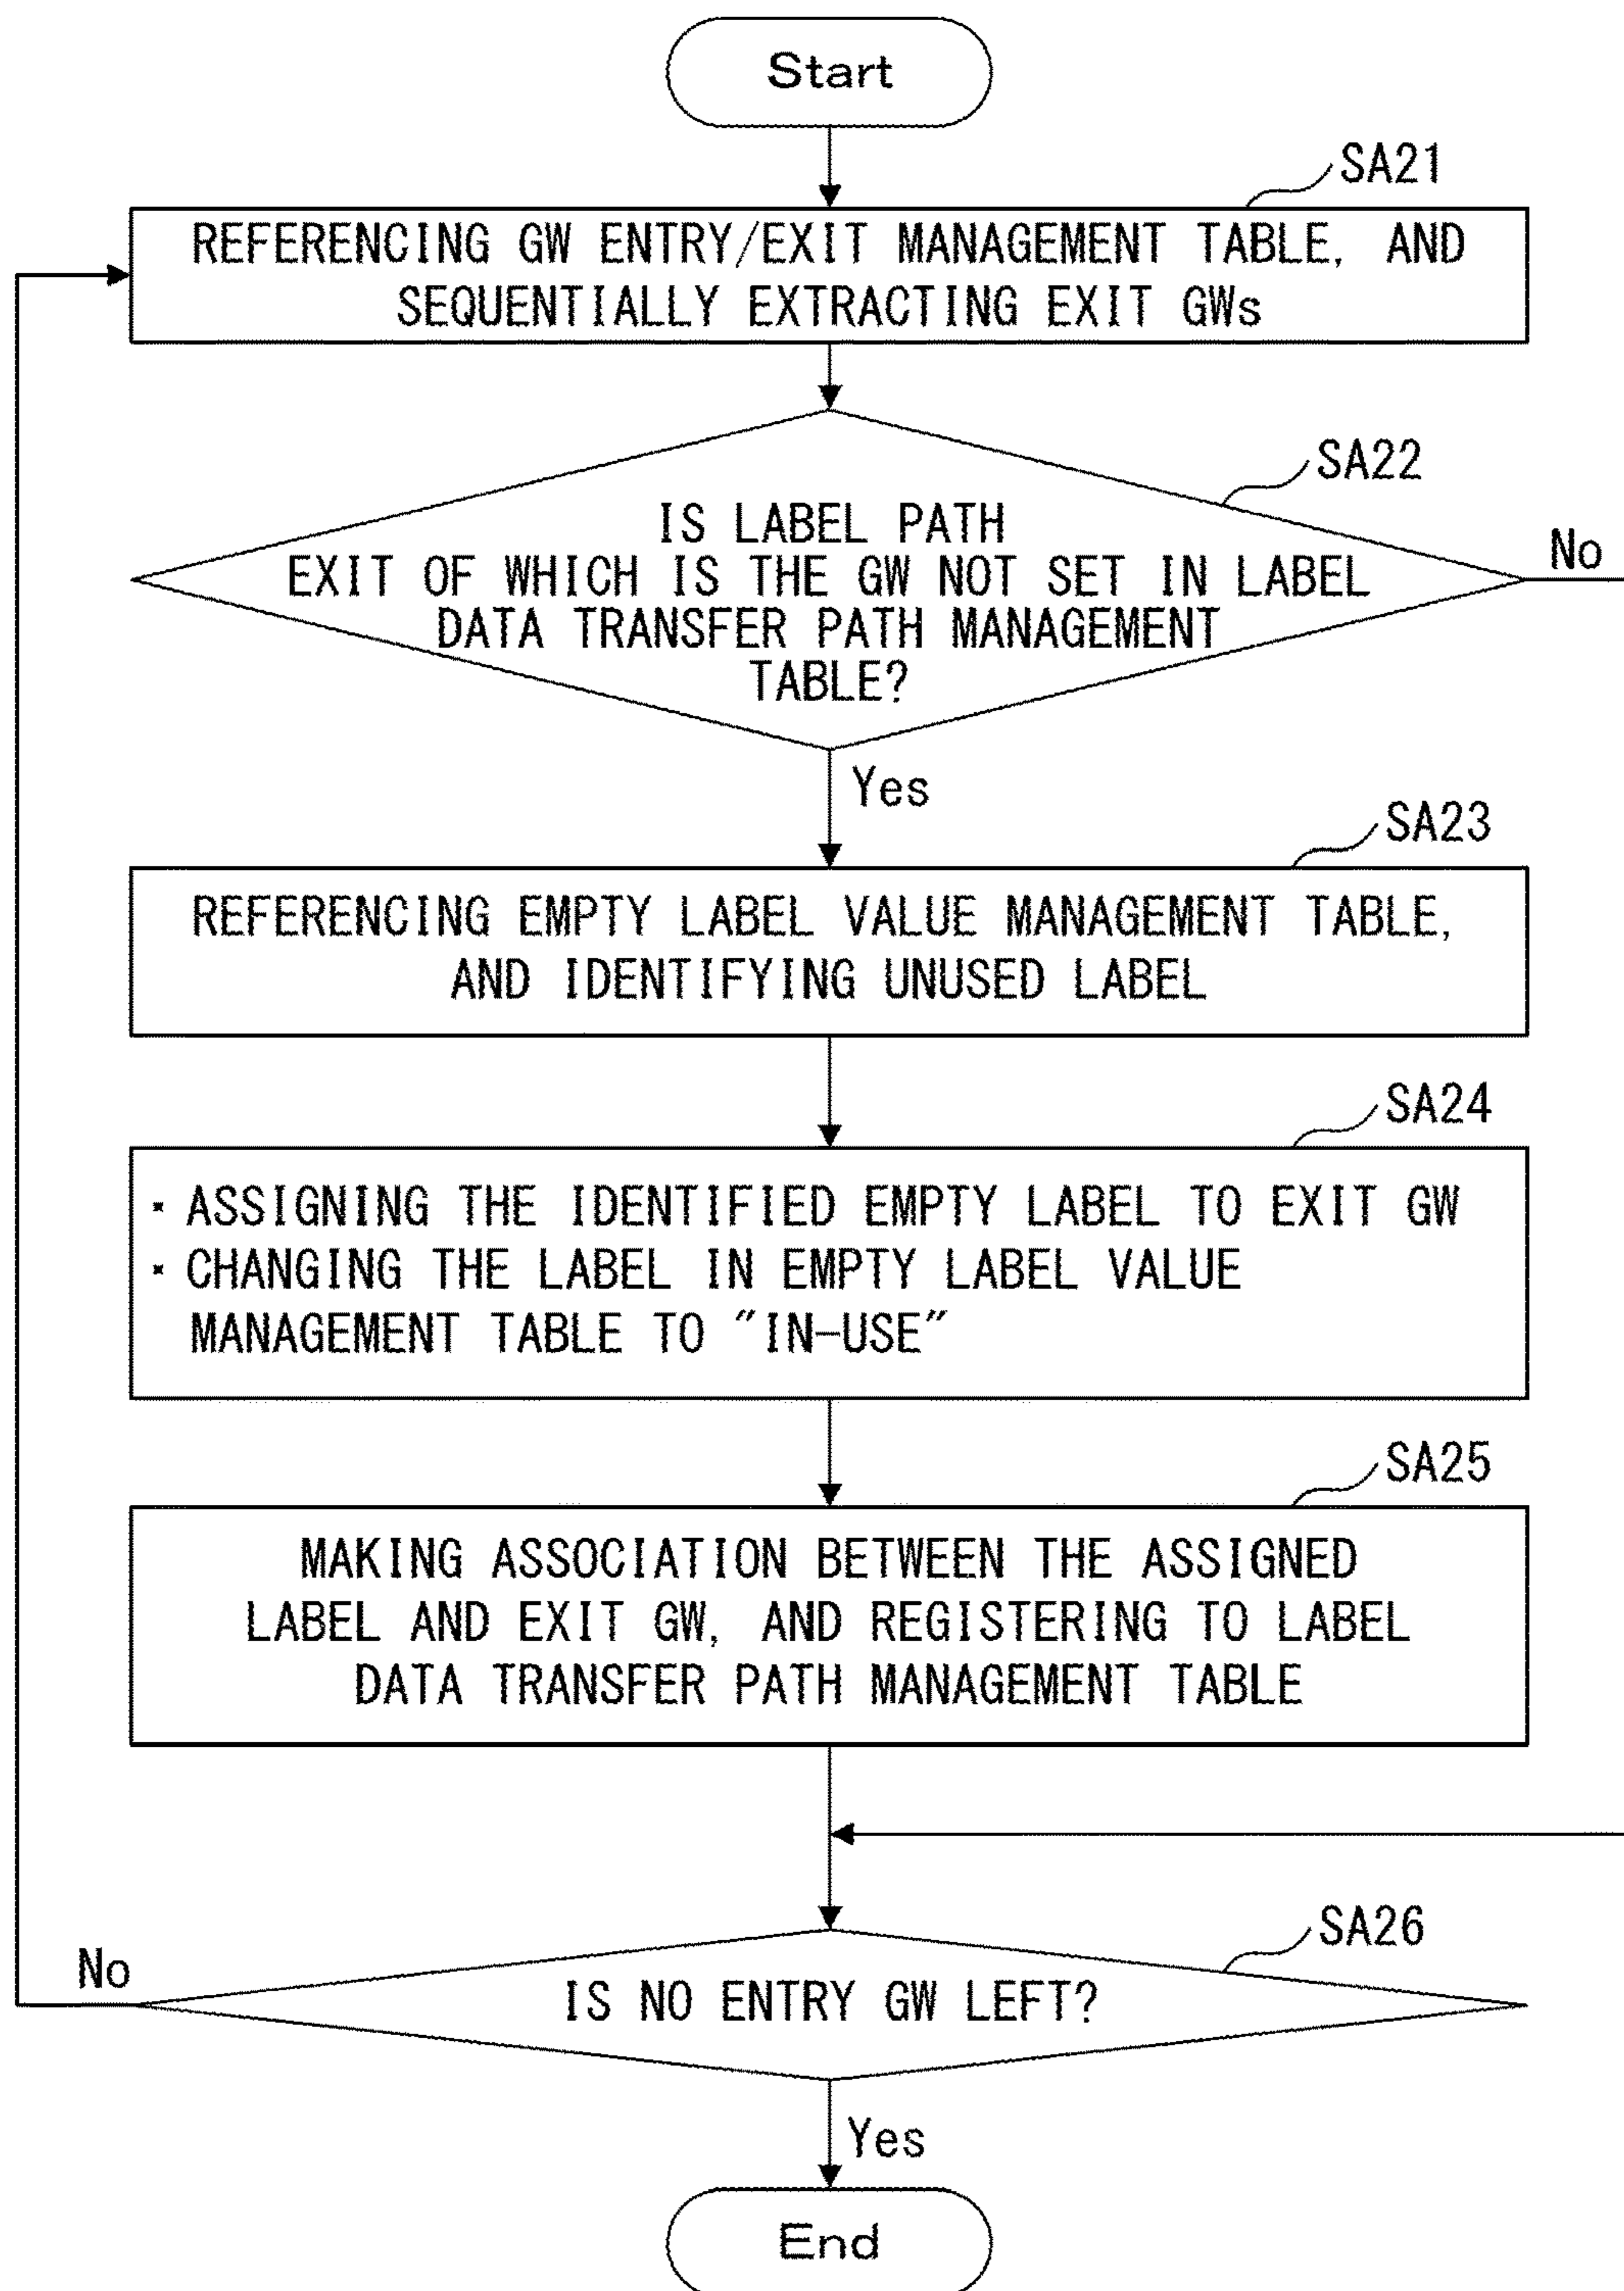 Start
SA21
REFERENCING GW ENTRY/EXIT MANAGEMENT TABLE, AND
SEQUENTIALLY EXTRACTING EXIT GWs
SA22
IS LABEL PATH
EXIT OF WHICH IS THE GW NOT SET IN LABEL
DATA TRANSFER PATH MANAGEMENT
TABLE?
No
Yes
SA23
REFERENCING EMPTY LABEL VALUE MANAGEMENT TABLE,
AND IDENTIFYING UNUSED LABEL
SA24
・ASSIGNING THE IDENTIFIED EMPTY LABEL TO EXIT GW
・CHANGING THE LABEL IN EMPTY LABEL VALUE
MANAGEMENT TABLE TO "IN-USE"
SA25
MAKING ASSOCIATION BETWEEN THE ASSIGNED
LABEL AND EXIT GW, AND REGISTERING TO LABEL
DATA TRANSFER PATH MANAGEMENT TABLE
SA26
No
IS NO ENTRY GW LEFT?
Yes
End